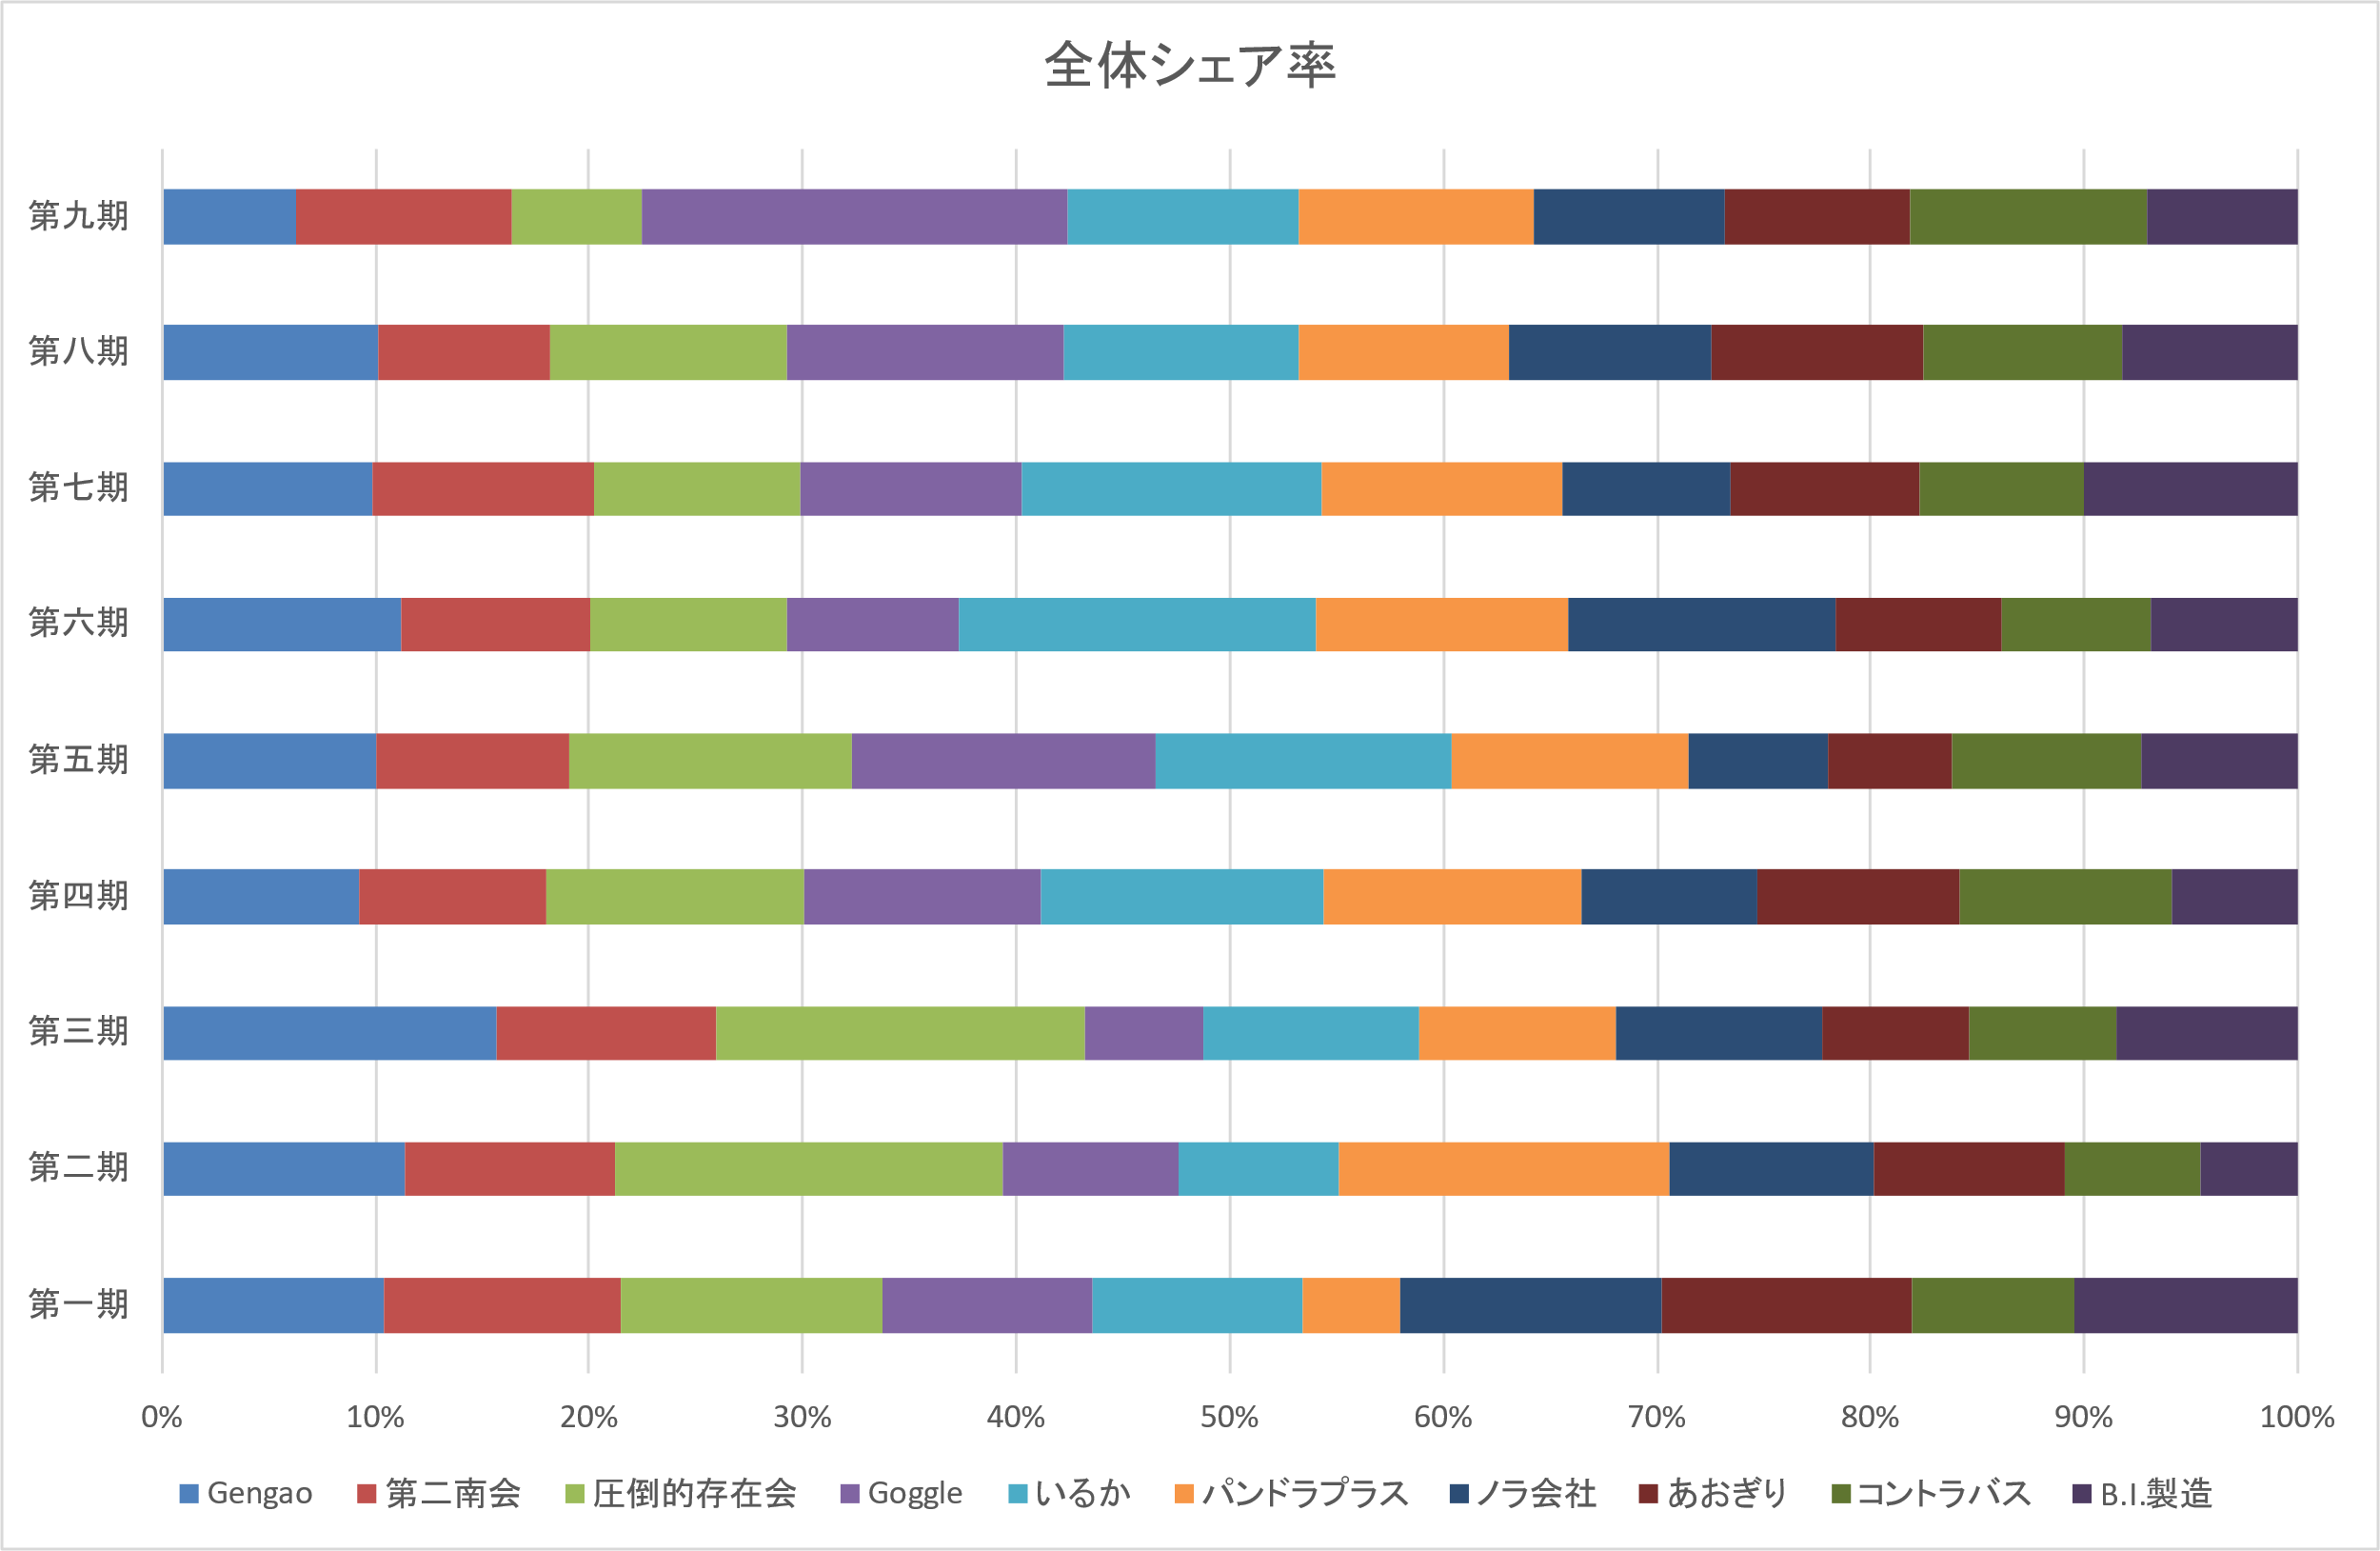 全体シェア率
第九期
第八期
第七期
第六期
第五期
第四期
第三期
第二期
第一期
0% 10% 20% 30% 40% 50% 60% 70% 80% 90% 100%
Gengao 第二南会 圧倒的存在会 Goggle いるか パンドラプラス ノラ会社 あおぎり コントラバス B.I.製造